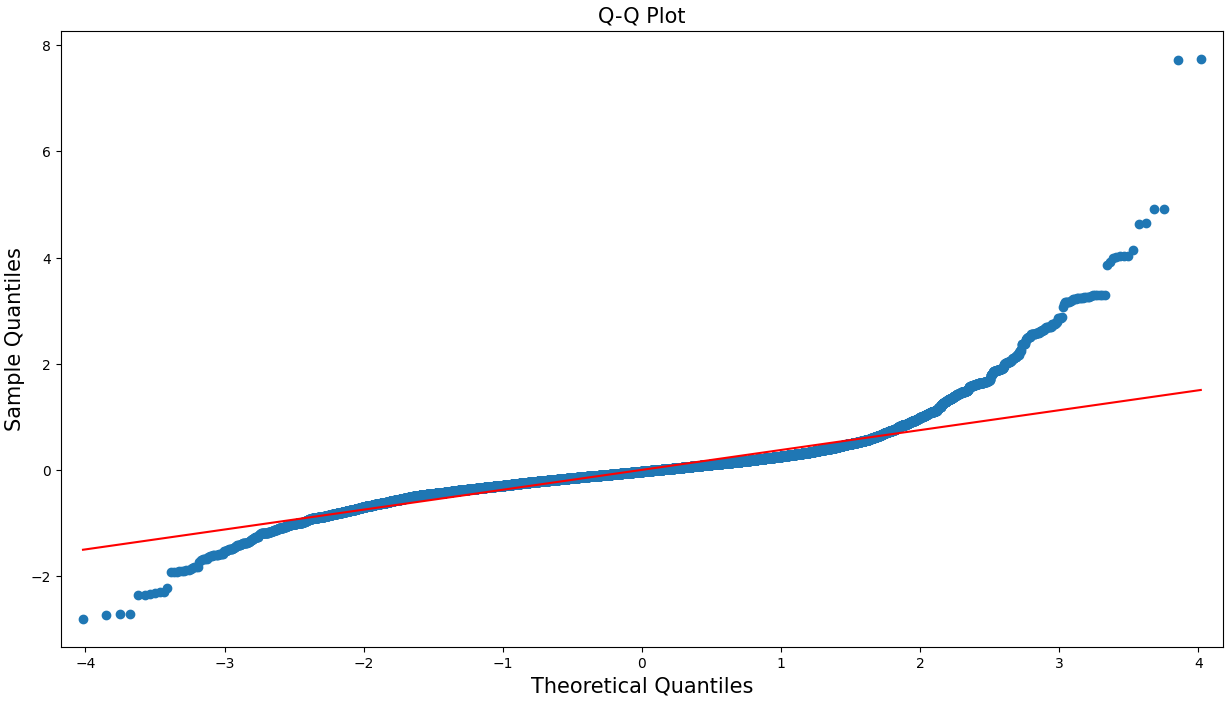 Q-Q Plot
8
6
4
2
0
−2
Sample Quantiles
−4 −3 −2 −1 0 1 2 3 4
Theoretical Quantiles